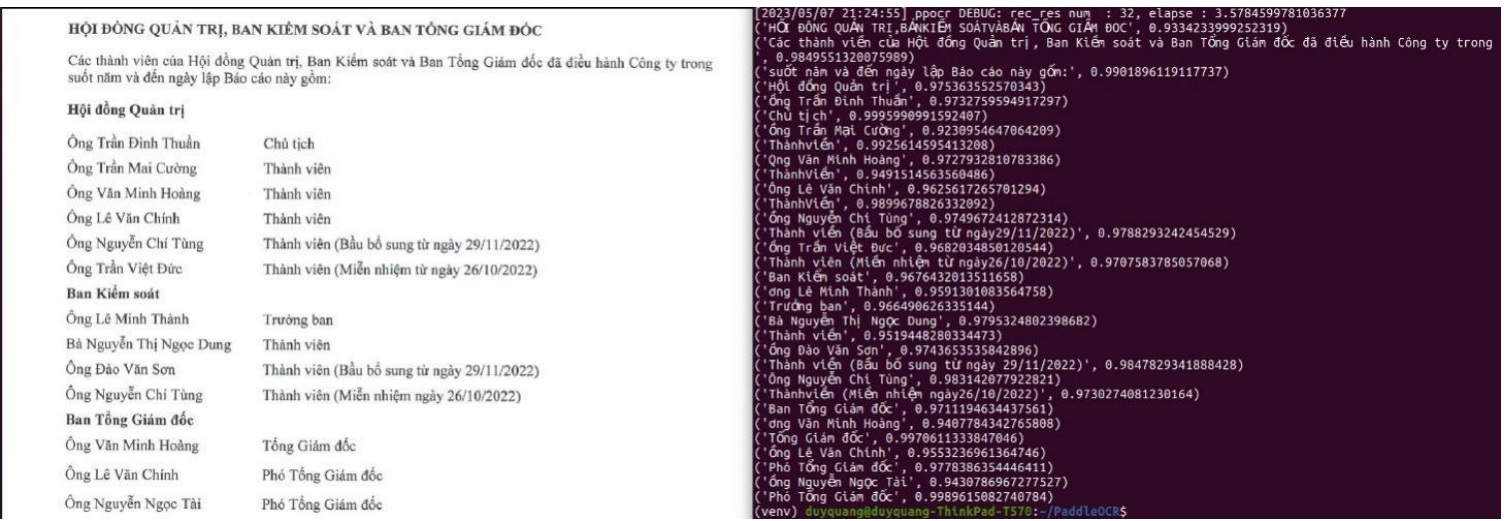 HỘI ĐỒNG QUẢN TRỊ, BAN KIỂM SOÁT VÀ BAN TỔNG GIÁM ĐỐC
Các thành viên của Hội đồng Quản trị, Ban Kiểm soát và Ban Tổng Giám đốc đã điều hành Công ty trong
suốt năm và đến ngày lập Báo cáo này gồm:
Hội đồng Quản trị
Ông Trần Đình Thuần Chủ tịch
Ông Trần Mai Cường Thành viên
Ông Văn Minh Hoàng Thành viên
Ông Lê Văn Chính Thành viên
Ông Nguyễn Chí Tùng Thành viên (Bầu bổ sung từ ngày 29/11/2022)
Ông Trần Việt Đức Thành viên (Miễn nhiệm từ ngày 26/10/2022)
Ban Kiểm soát
Ông Lê Minh Thành Trưởng ban
Bà Nguyễn Thị Ngọc Dung Thành viên
Ông Đào Văn Sơn Thành viên (Bầu bổ sung từ ngày 29/11/2022)
Ông Nguyễn Chí Tùng Thành viên (Miễn nhiệm ngày 26/10/2022)
Ban Tổng Giám đốc
Ông Văn Minh Hoàng Tổng Giám đốc
Ông Lê Văn Chính Phó Tổng Giám đốc
Ông Nguyễn Ngọc Tài Phó Tổng Giám đốc
[2023/05/07 21:24:55] ppocr DEBUG: rec_res num : 32, elapse : 3.5784599781036377
('HỘI ĐỒNG QUẢN TRỊ,BANKIỂM SOÁTVÀBAN TỔNG GIÁM ĐOC', 0.9334233999252319)
('Các thành viên của Hội đồng Quản trị, Ban Kiểm soát và Ban Tổng Giám đốc đã điều hành Công ty trong
', 0.9849551320075989)
('suốt năm và đến ngày lập Báo cáo này gồm:', 0.9901896119117737)
('Hội đồng Quản trị', 0.975363552570343)
('Ông Trần Đình Thuần', 0.9732759594917297)
('Chủ tịch', 0.9995990991592407)
('Ông Trần Mại Cường', 0.9230954647064209)
('Thànhviên', 0.9925614595413208)
('Qng Văn Minh Hoàng', 0.9727932810783386)
('ThànhViên', 0.9491514563560486)
('Ông Lê Văn Chinh', 0.9625617265701294)
('ThànhViên', 0.9899678826332092)
('Ông Nguyễn Chí Tùng', 0.9749672412872314)
('Thành viên (Bầu bổ sung từ ngày29/11/2022)', 0.9788293242454529)
('Ông Trần Việt Đưc', 0.9682034850120544)
('Thành viên (Miễn nhiệm từ ngày26/10/2022)', 0.9707583785057068)
('Ban Kiểm soát', 0.9676432013511658)
('ơng Lê Minh Thành', 0.9591301083564758)
('Trưởng ban', 0.966490626335144)
('Bà Nguyễn Thị NgỌc Dung', 0.9795324802398682)
('Thành viên', 0.9519448280334473)
('Ông Đào Văn Sơn', 0.9743653535842896)
('Thành viên (Bầu bổ sung từ ngày 29/11/2022)', 0.9847829341888428)
('Ông Nguyễn Chí Tùng', 0.983142077922821)
('Thànhviên (Miễn nhiệm ngày26/10/2022)', 0.9730274081230164)
('Ban Tổng Giám đốc', 0.9711194634437561)
('ơng Văn Minh Hoàng', 0.9407784342765808)
('Tổng Giám đốc', 0.9970611333847046)
('Ông Lê Văn Chính', 0.9553236961364746)
('Phó Tổng Giám đốc', 0.9778386354446411)
('Ông Nguyễn NgỌc Tài', 0.9430786967277527)
('Phó Tổng Giám đốc', 0.9989615082740784)
(venv) duyquang@duyquang-ThinkPad-T570:~/PaddleOCR$